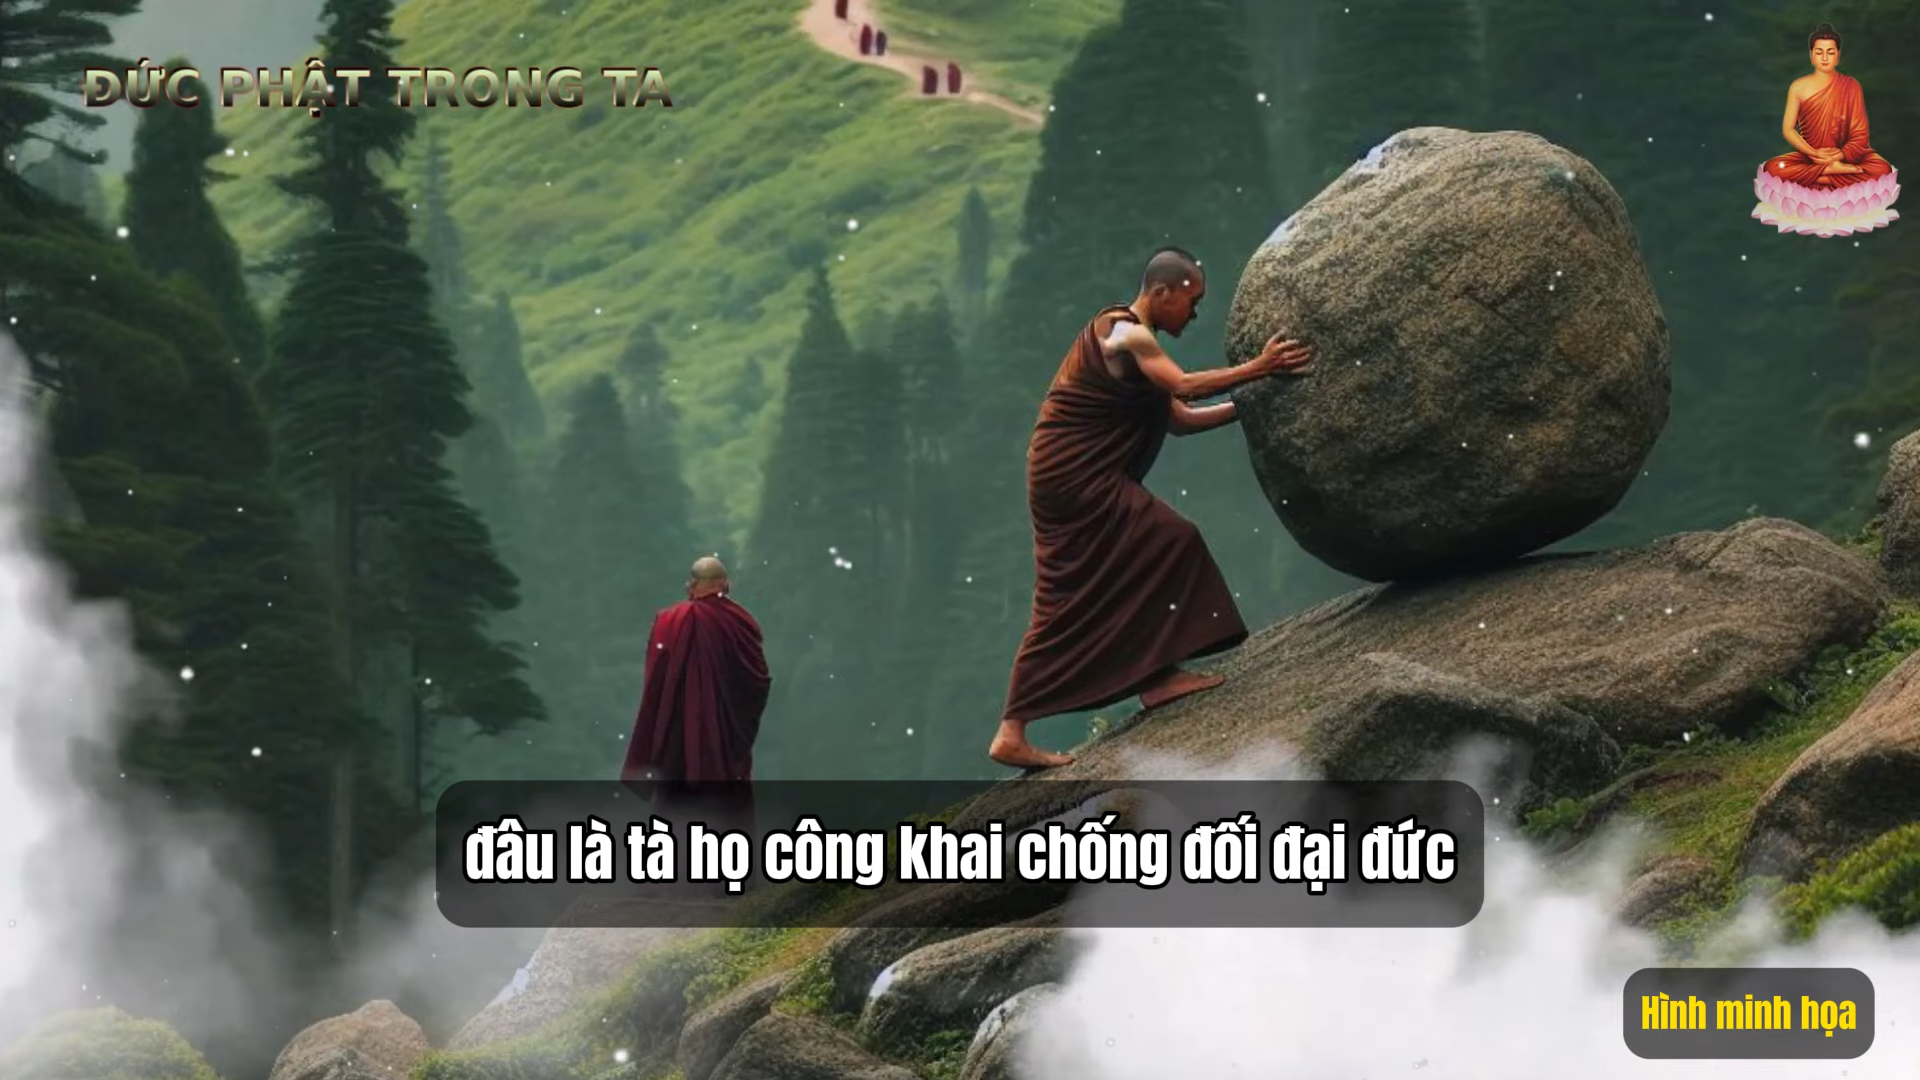 ĐỨC PHẬT TRONG TA
đâu là tà họ công khai chống đối đại đức
Hình minh họa